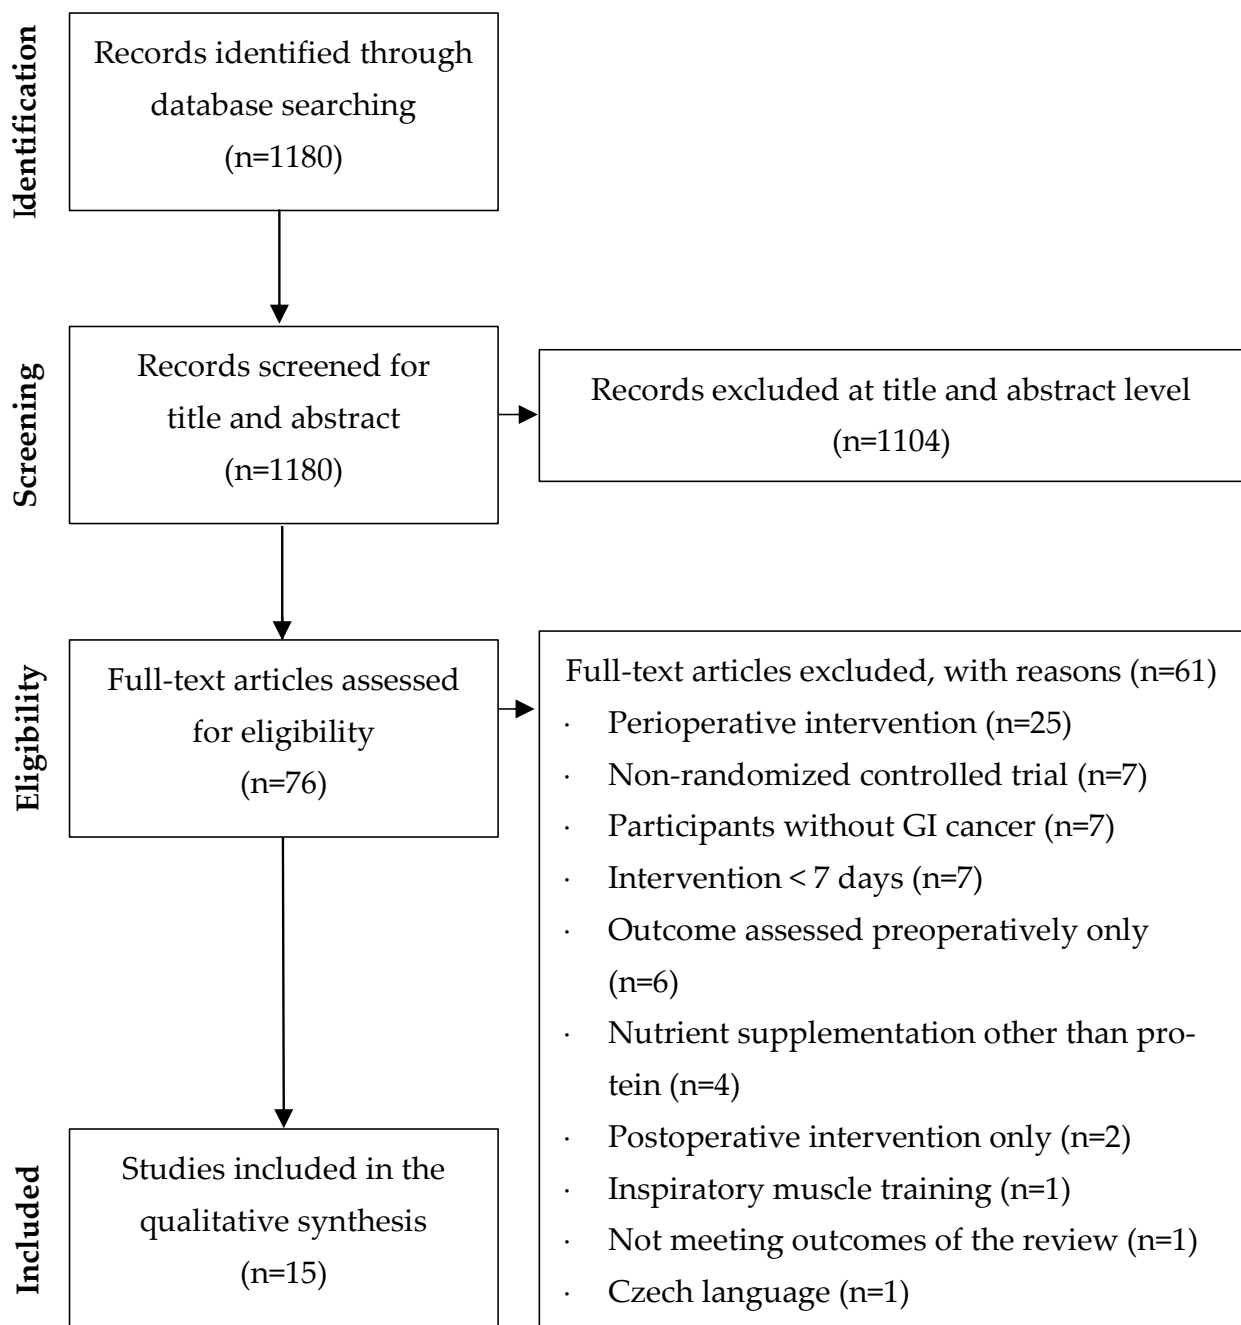 Identification
Records identified through
database searching
(n=1180)
Screening
Records screened for
title and abstract
(n=1180)
Records excluded at title and abstract level
(n=1104)
Eligibility
Full-text articles assessed
for eligibility
(n=76)
Full-text articles excluded, with reasons (n=61)
· Perioperative intervention (n=25)
· Non-randomized controlled trial (n=7)
· Participants without GI cancer (n=7)
· Intervention < 7 days (n=7)
· Outcome assessed preoperatively only
(n=6)
· Nutrient supplementation other than pro-
tein (n=4)
· Postoperative intervention only (n=2)
· Inspiratory muscle training (n=1)
· Not meeting outcomes of the review (n=1)
· Czech language (n=1)
Included
Studies included in the
qualitative synthesis
(n=15)